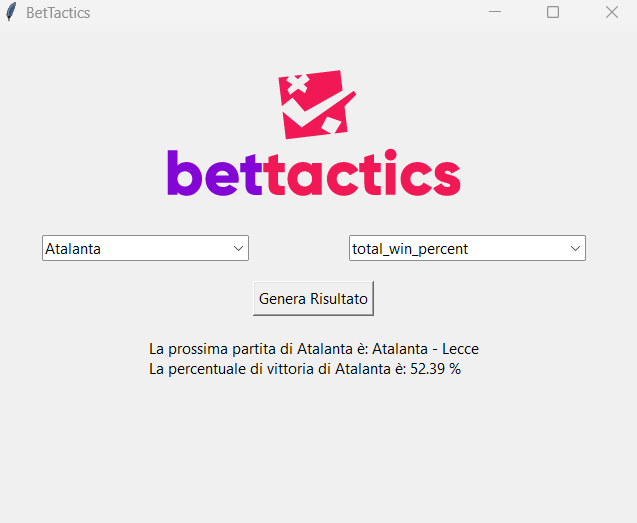 BetTactics
bettactics
Atalanta
total_win_percent
Genera Risultato
La prossima partita di Atalanta è: Atalanta - Lecce
La percentuale di vittoria di Atalanta è: 52.39 %